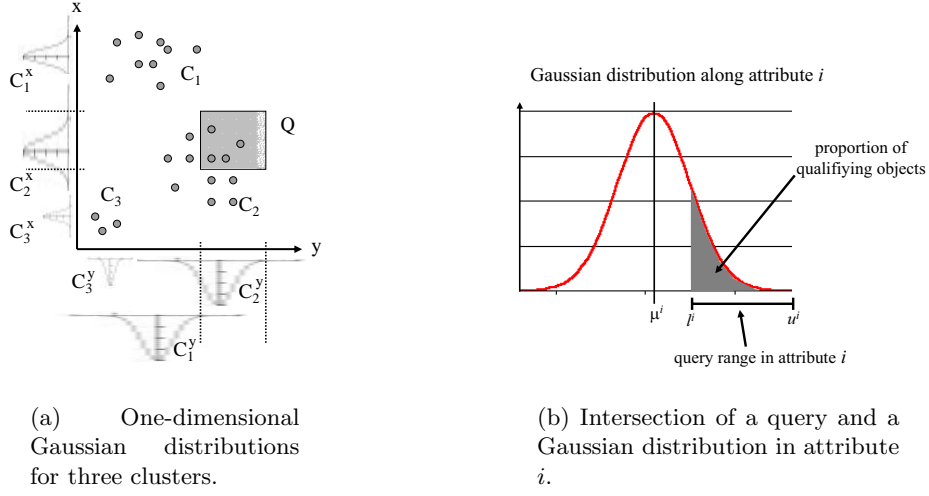 x
C₁ˣ
C₂ˣ
C₃ˣ
C₁
Q
C₃
C₂
y
C₃ʸ
C₂ʸ
C₁ʸ
(a) One-dimensional
Gaussian distributions
for three clusters.
Gaussian distribution along attribute i
proportion of
qualifiying objects
μⁱ
lⁱ
uⁱ
query range in attribute i
(b) Intersection of a query and a
Gaussian distribution in attribute
i.